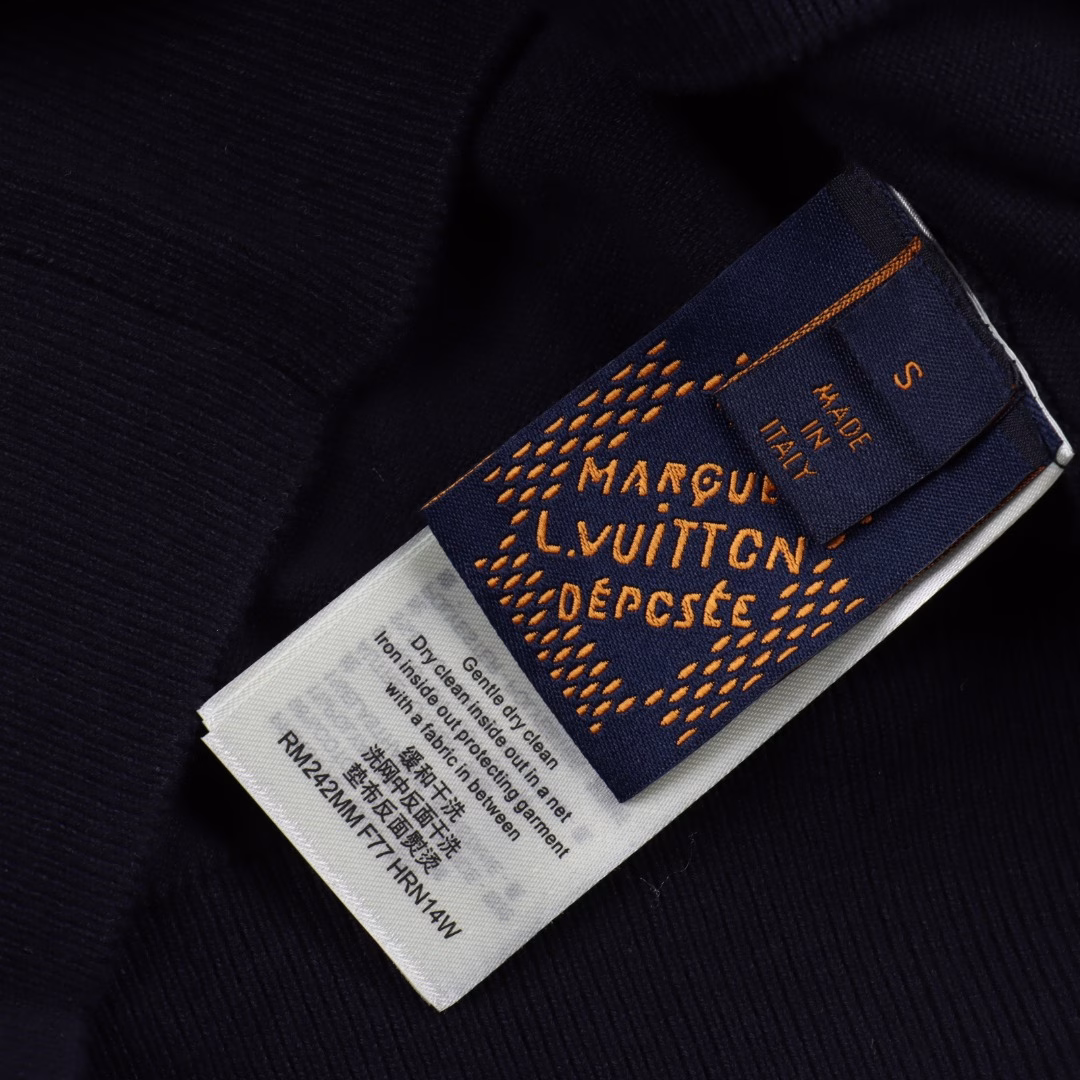 S
MADE
IN
ITALY
MARQUE
L.VUITTON
DÉPOSÉE
Gentle dry clean
Dry clean inside out in a net
Iron inside out protecting garment
with a fabric in between
缓和干洗
洗网中反面干洗
垫布反面熨烫
RM242MM F77 HRN14W